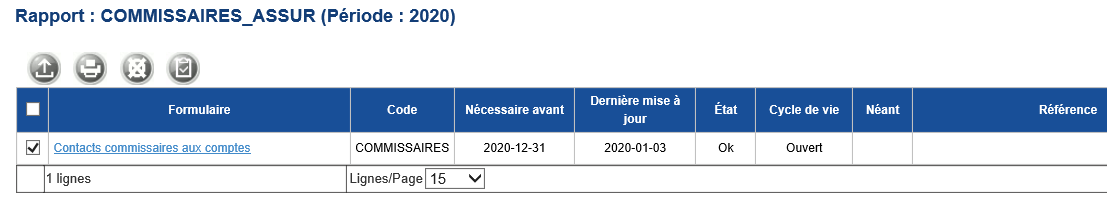 Rapport : COMMISSAIRES_ASSUR (Période : 2020)
Formulaire Code Nécessaire avant Dernière mise à jour État Cycle de vie Néant Référence
Contacts commissaires aux comptes COMMISSAIRES 2020-12-31 2020-01-03 Ok Ouvert
1 lignes Lignes/Page 15